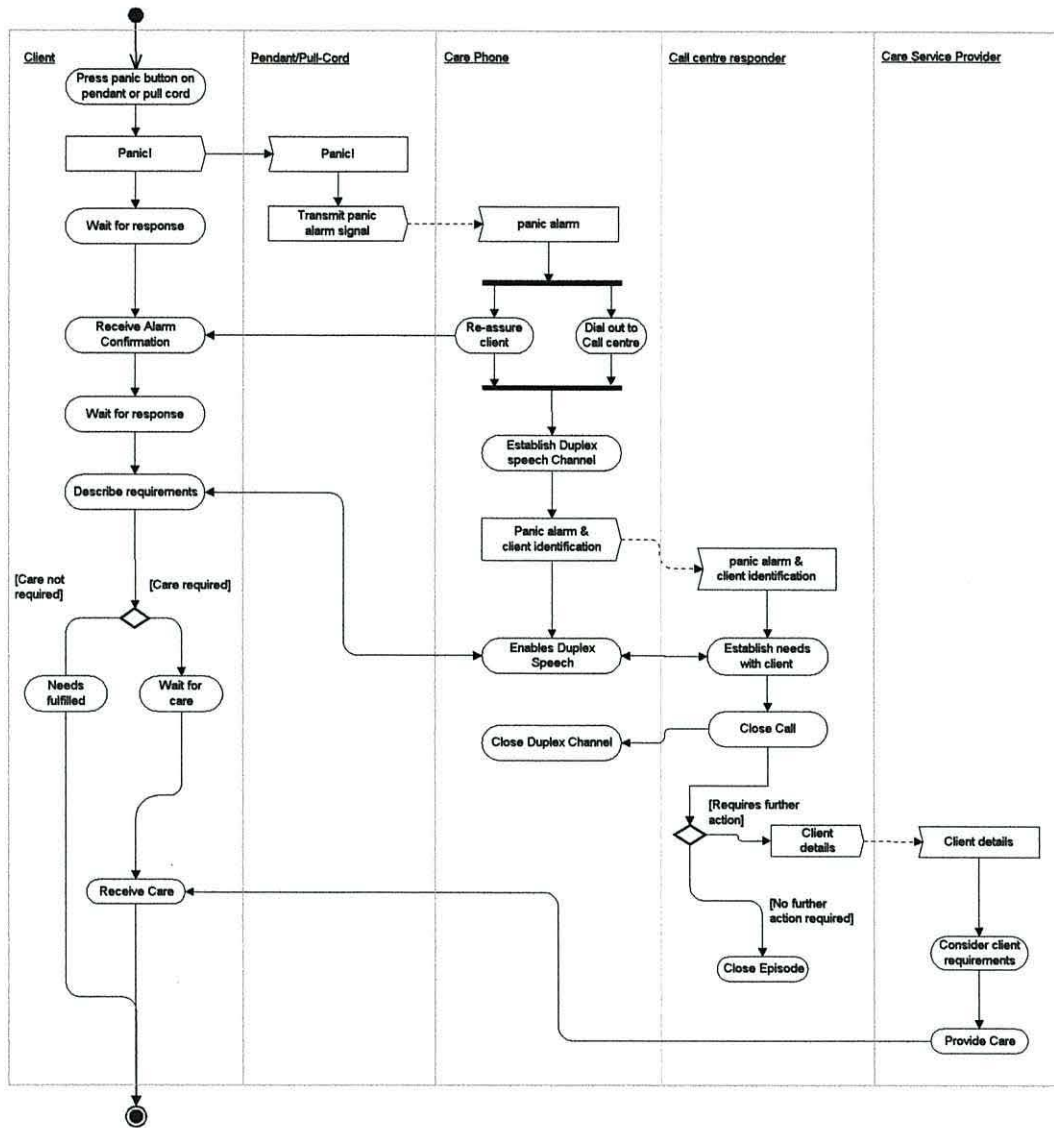 Client
Pendant/Pull-Cord
Care Phone
Call centre responder
Care Service Provider
Press panic button on
pendant or pull cord
Panic!
Panic!
Wait for response
Transmit panic
alarm signal
panic alarm
Receive Alarm
Confirmation
Re-assure
client
Dial out to
Call centre
Wait for response
Establish Duplex
speech Channel
Describe requirements
Panic alarm &
client identification
panic alarm &
client identification
[Care not
required]
[Care required]
Enables Duplex
Speech
Establish needs
with client
Needs
fulfilled
Wait for
care
Close Duplex Channel
Close Call
[Requires further
action]
Client
details
Client details
Receive Care
[No further
action required]
Consider client
requirements
Close Episode
Provide Care